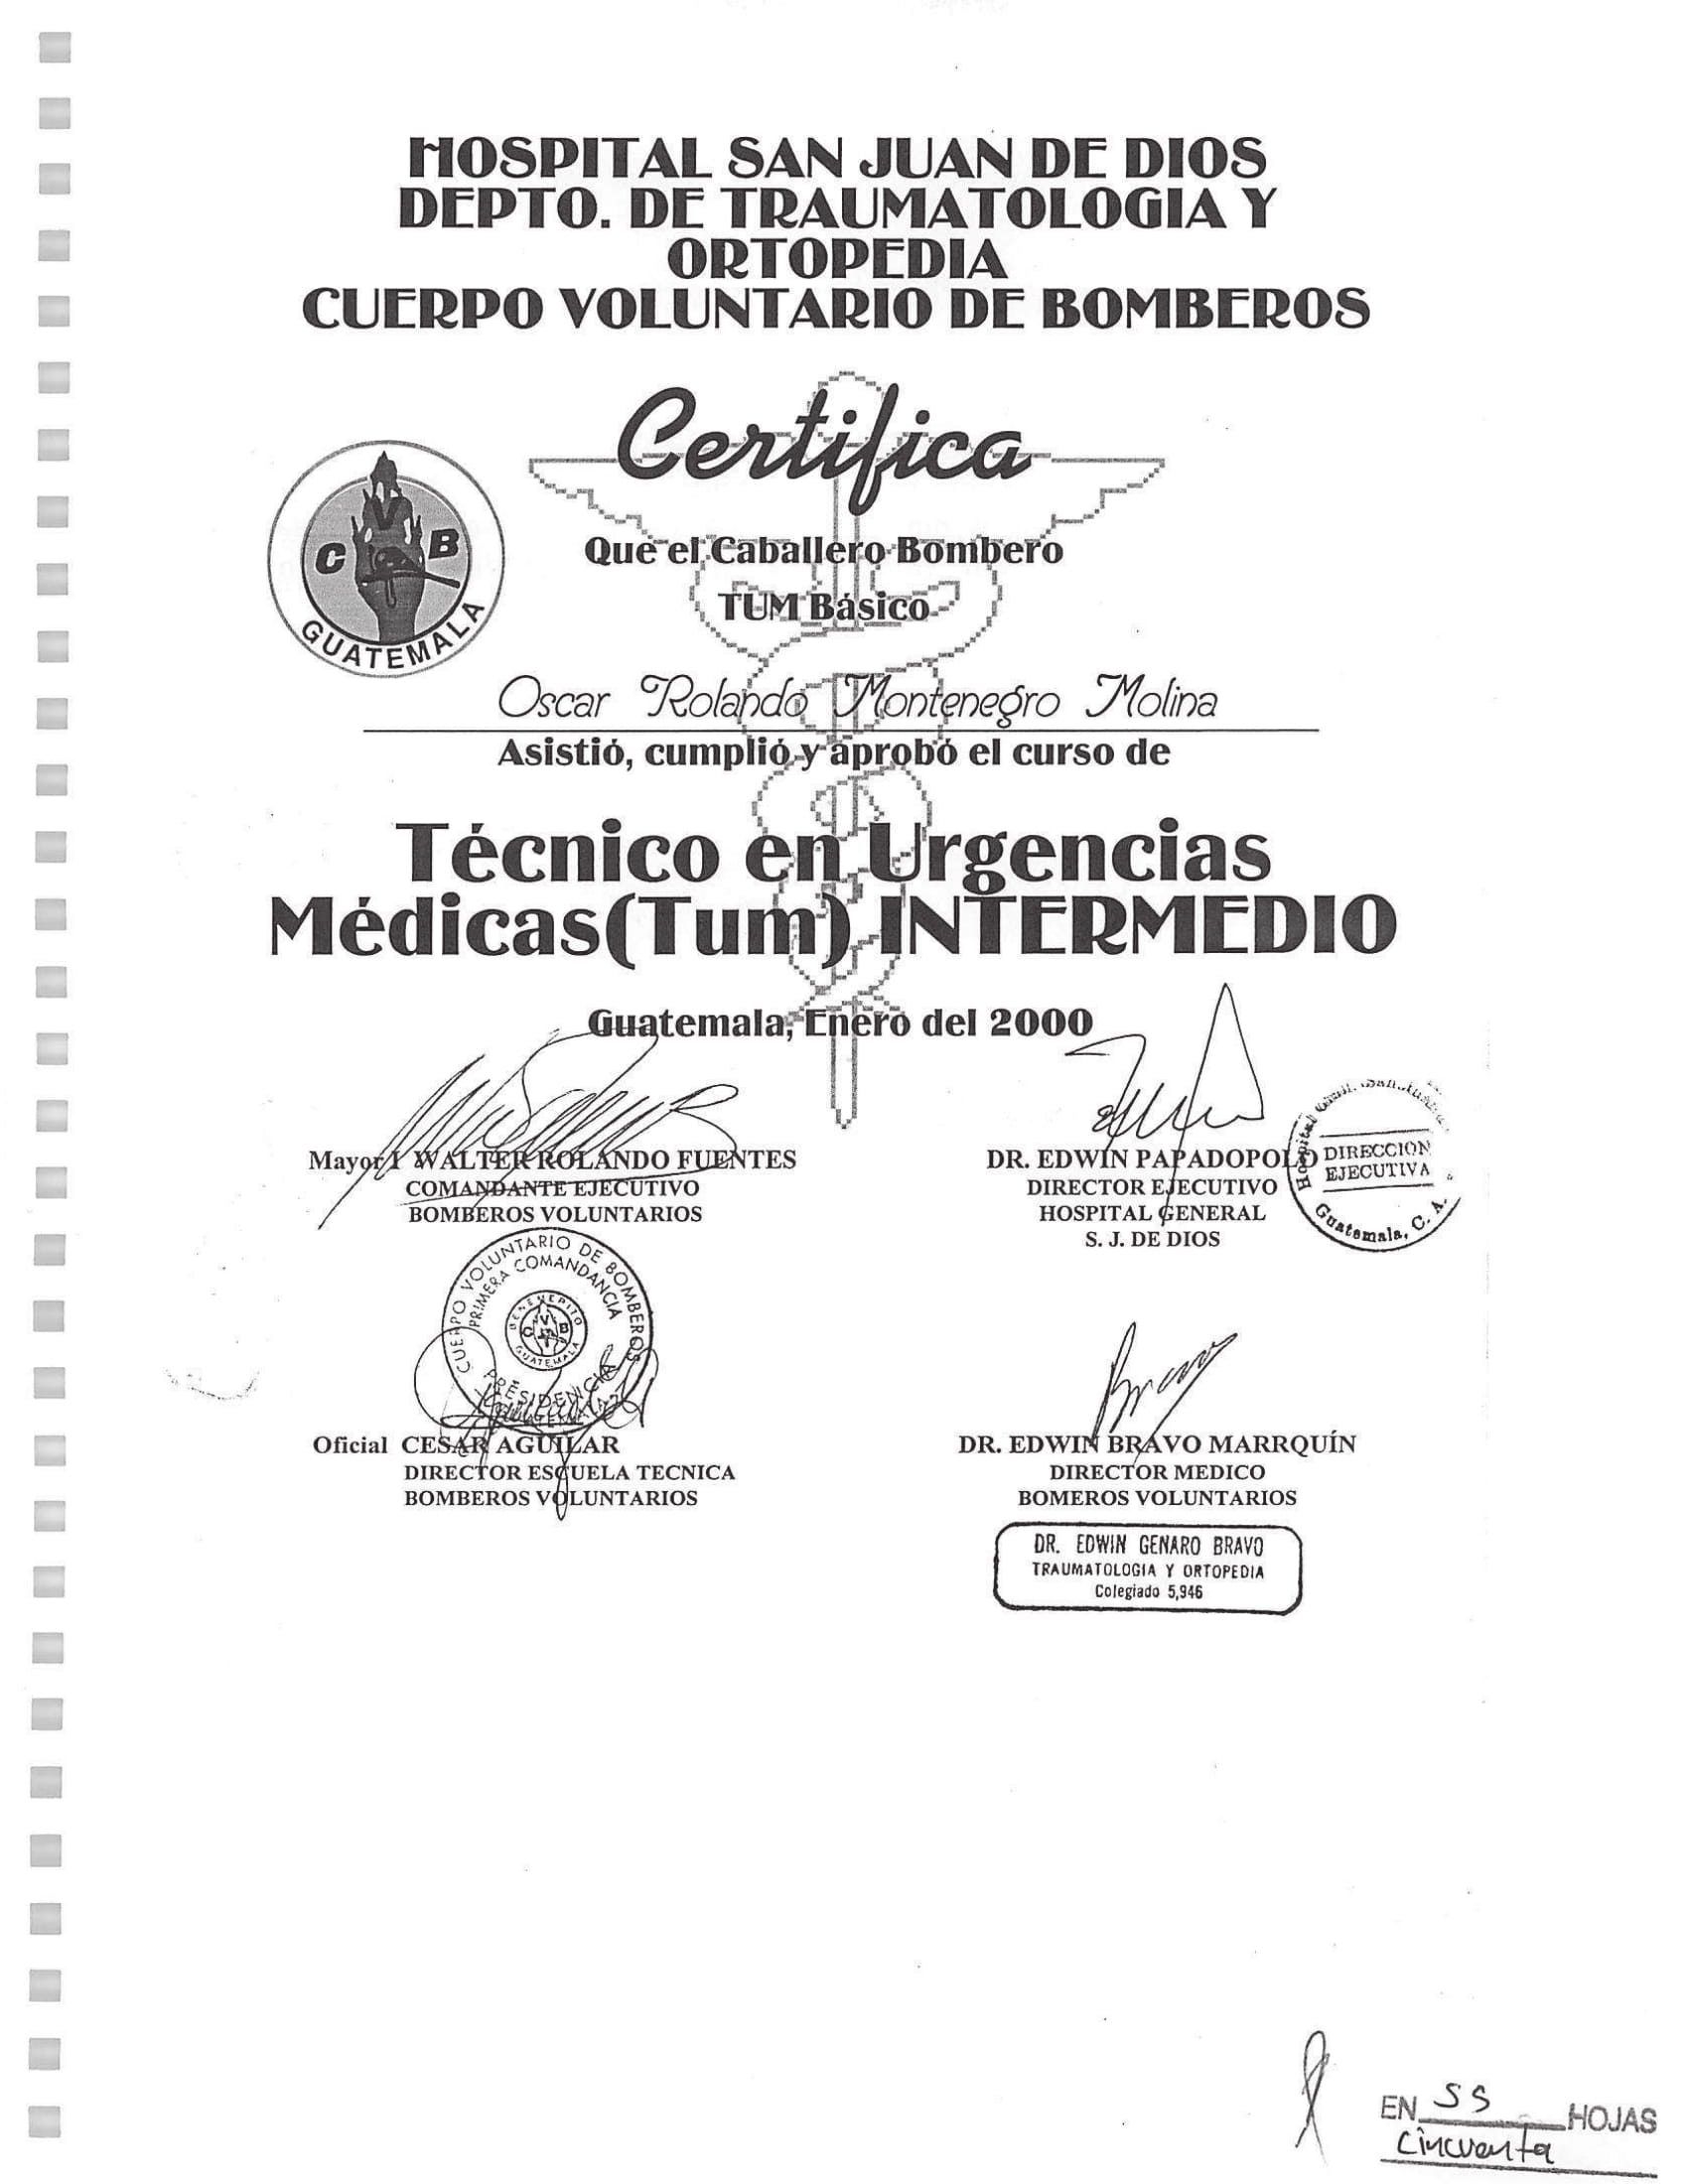 HOSPITAL SAN JUAN DE DIOS
DEPTO. DE TRAUMATOLOGIA Y
ORTOPEDIA
CUERPO VOLUNTARIO DE BOMBEROS
Certifica
C V B
GUATEMALA
Que el Caballero Bombero
TUM Básico
Oscar Rolando Montenegro Molina
Asistió, cumplió y aprobó el curso de
Técnico en Urgencias
Médicas(Tum) INTERMEDIO
Guatemala, Enero del 2000
Mayor I WALTER ROLANDO FUENTES
COMANDANTE EJECUTIVO
BOMBEROS VOLUNTARIOS
DR. EDWIN PAPADOPOLO
DIRECTOR EJECUTIVO
HOSPITAL GENERAL
S. J. DE DIOS
Hospital Gral. San Juan
DIRECCION
EJECUTIVA
Guatemala, C. A.
CUERPO VOLUNTARIO DE BOMBEROS
PRIMERA COMANDANCIA
BENEMERITO
CVB
GUATEMALA
PRESIDENCIA
GUATEMALA
Oficial CESAR AGUILAR
DIRECTOR ESCUELA TECNICA
BOMBEROS VOLUNTARIOS
DR. EDWIN BRAVO MARRQUÍN
DIRECTOR MEDICO
BOMEROS VOLUNTARIOS
DR. EDWIN GENARO BRAVO
TRAUMATOLOGIA Y ORTOPEDIA
Colegiado 5,946
EN 55 HOJAS
Cincuenta